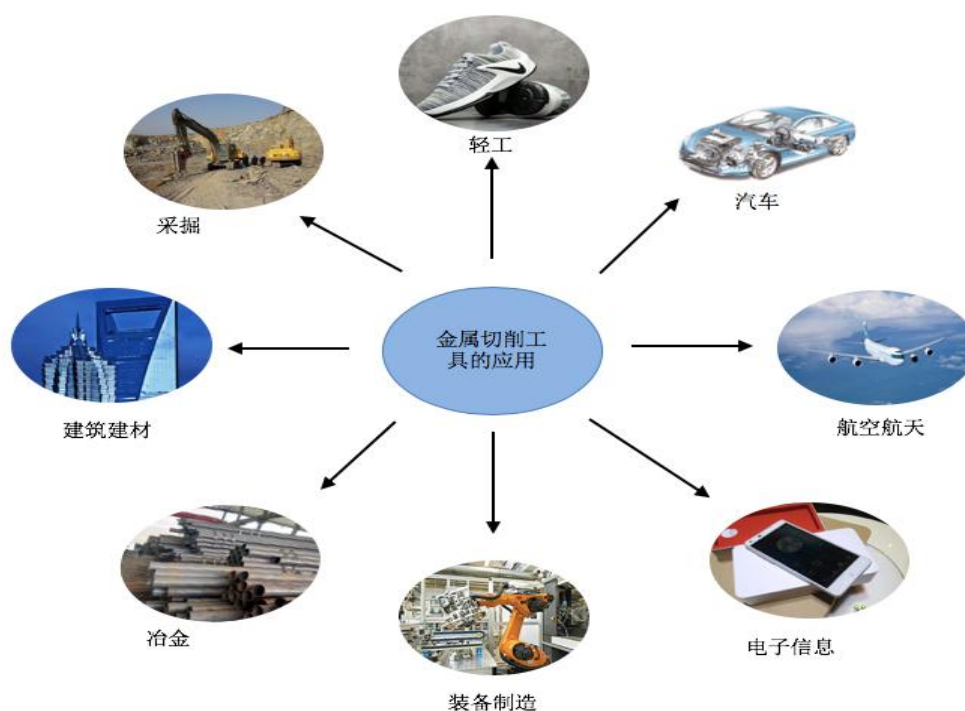 轻工
汽车
采掘
金属切削工
具的应用
建筑建材
航空航天
冶金
电子信息
装备制造